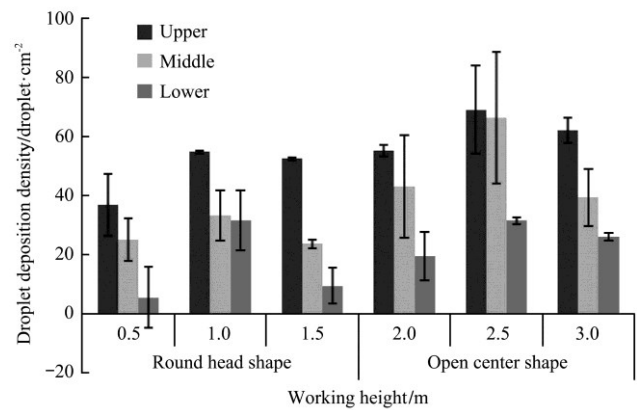 Droplet deposition density/droplet·cm⁻²
100
80
60
40
20
0
−20
Upper
Middle
Lower
0.5 1.0 1.5 2.0 2.5 3.0
Round head shape Open center shape
Working height/m